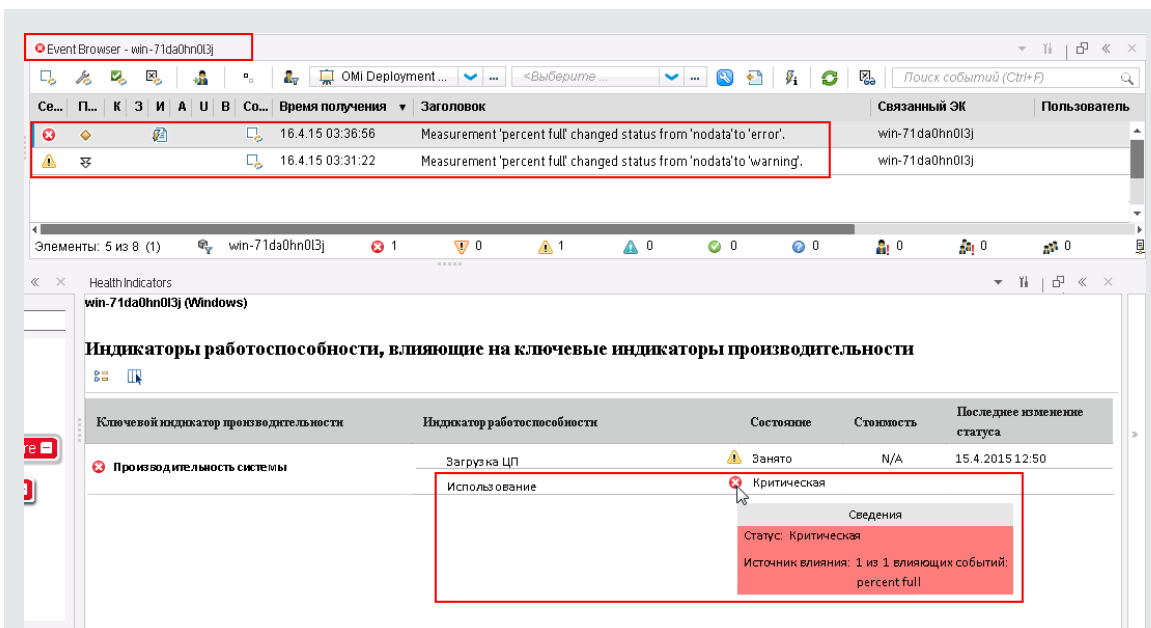 Event Browser - win-71da0hn0l3j
OMi Deployment ... ... <Выберите ... ... Поиск событий (Ctrl+F)
Се... П... К З И А U В Со... Время получения ▼ Заголовок Связанный ЭК Пользователь
16.4.15 03:36:56 Measurement 'percent full' changed status from 'nodata'to 'error'. win-71da0hn0l3j
16.4.15 03:31:22 Measurement 'percent full' changed status from 'nodata'to 'warning'. win-71da0hn0l3j
Элементы: 5 из 8 (1) win-71da0hn0l3j 1 0 1 0 0 0 0 0 0
Health Indicators
win-71da0hn0l3j (Windows)
Индикаторы работоспособности, влияющие на ключевые индикаторы производительности
Ключевой индикатор производительности Индикатор работоспособности Состояние Стоимость Последнее изменение
статуса
re
Производительность системы Загрузка ЦП Занято N/A 15.4.2015 12:50
Использование Критическая
Сведения
Статус: Критическая
Источник влияния: 1 из 1 влияющих событий:
percent full